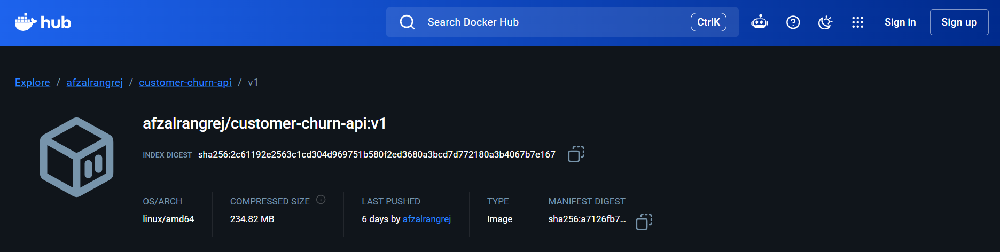 hub
Search Docker Hub CtrlK Sign in Sign up
Explore / afzalrangrej / customer-churn-api / v1
afzalrangrej/customer-churn-api:v1
INDEX DIGEST sha256:2c61192e2563c1cd304d969751b580f2ed3680a3bcd7d772180a3b4067b7e167
OS/ARCH COMPRESSED SIZE LAST PUSHED TYPE MANIFEST DIGEST
linux/amd64 234.82 MB 6 days by afzalrangrej Image sha256:a7126fb7...